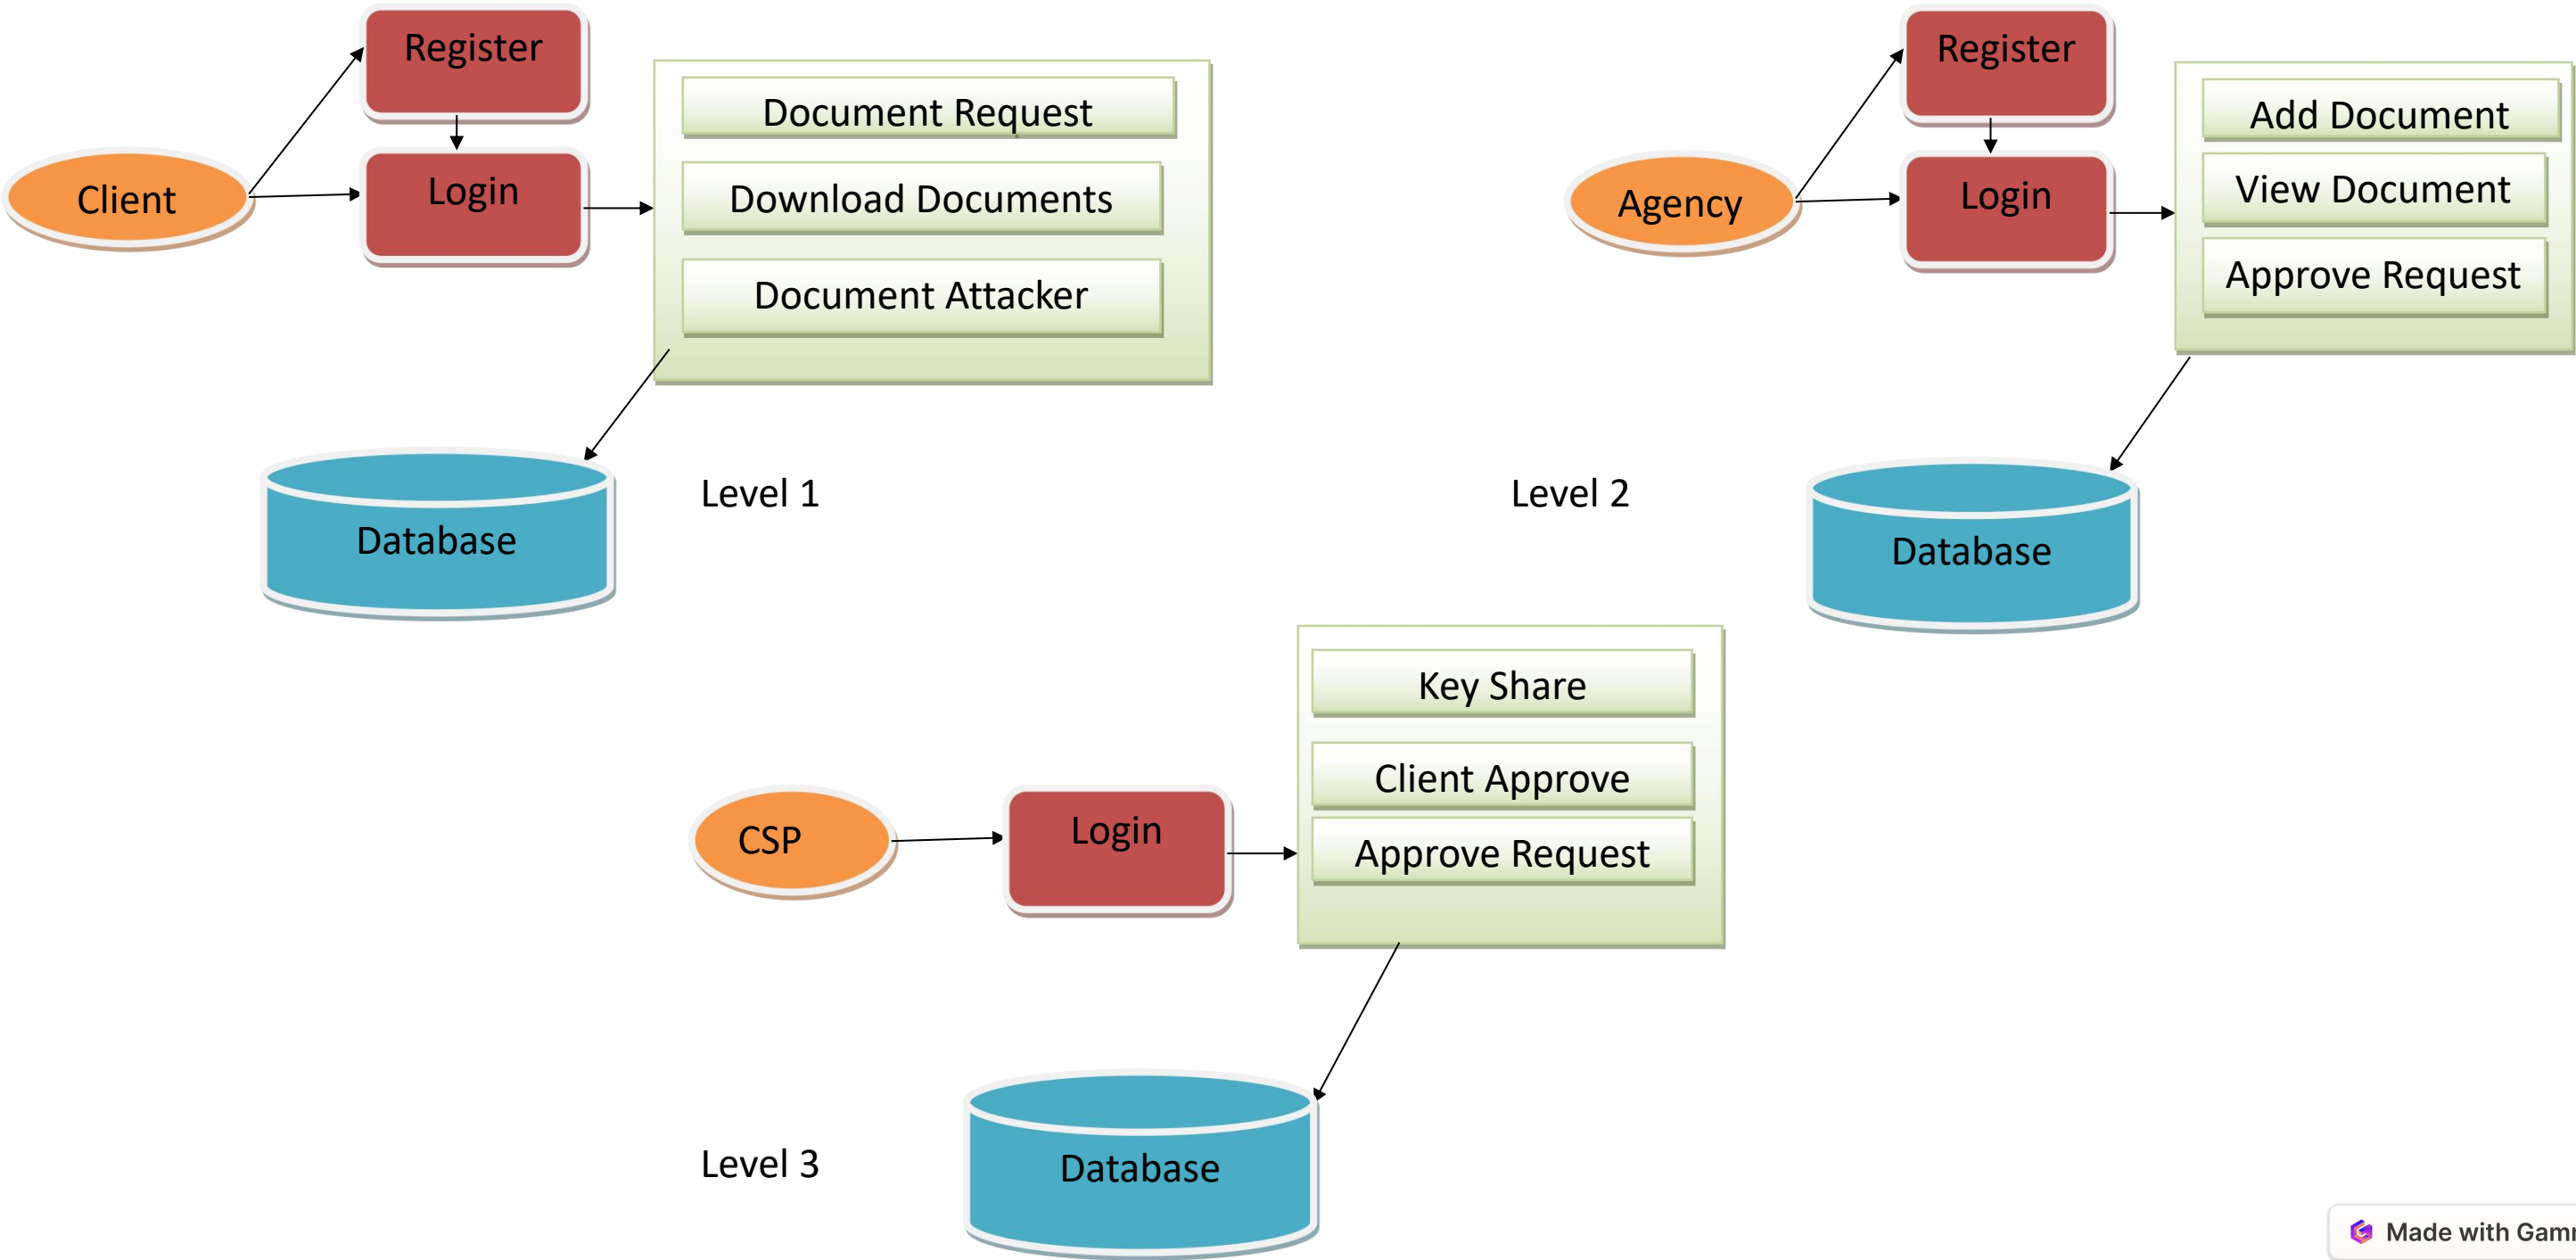 Register
Client
Login
Document Request
Download Documents
Document Attacker
Database
Level 1
Register
Agency
Login
Add Document
View Document
Approve Request
Level 2
Database
CSP
Login
Key Share
Client Approve
Approve Request
Level 3
Database
Made with